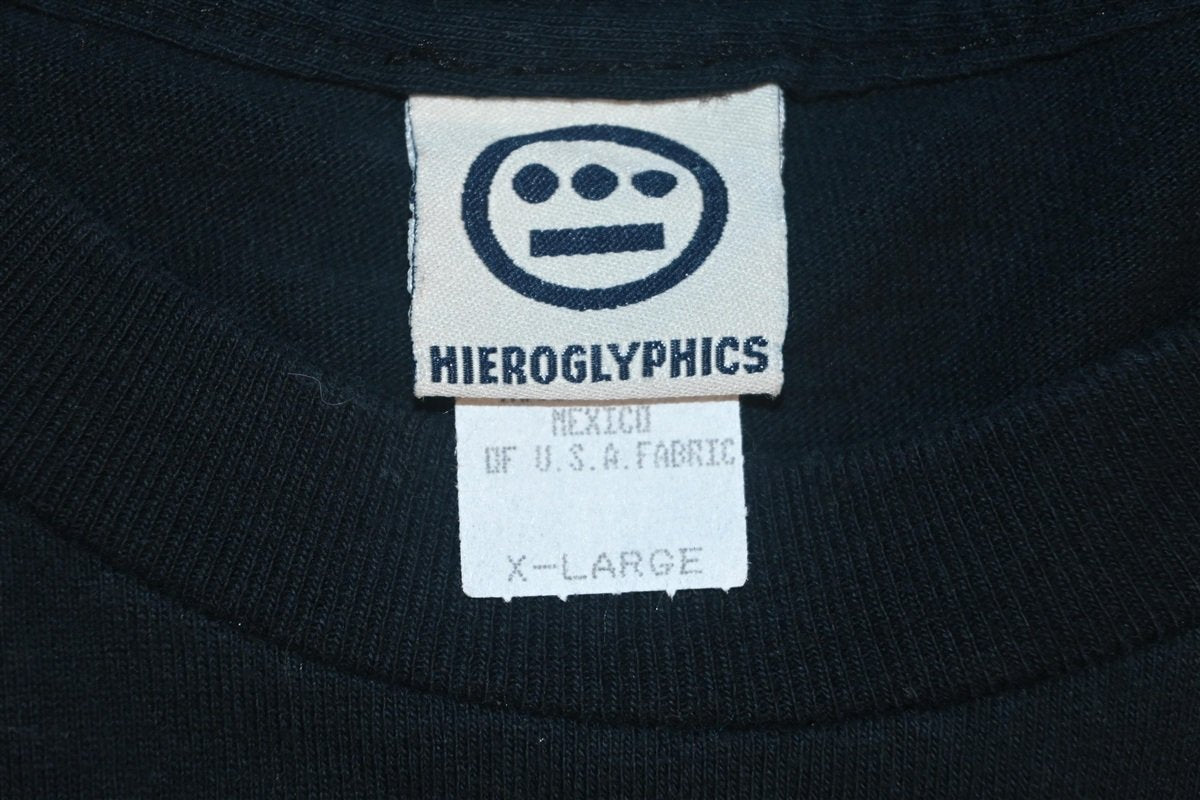 HIEROGLYPHICS
MEXICO
OF U.S.A. FABRIC
X-LARGE